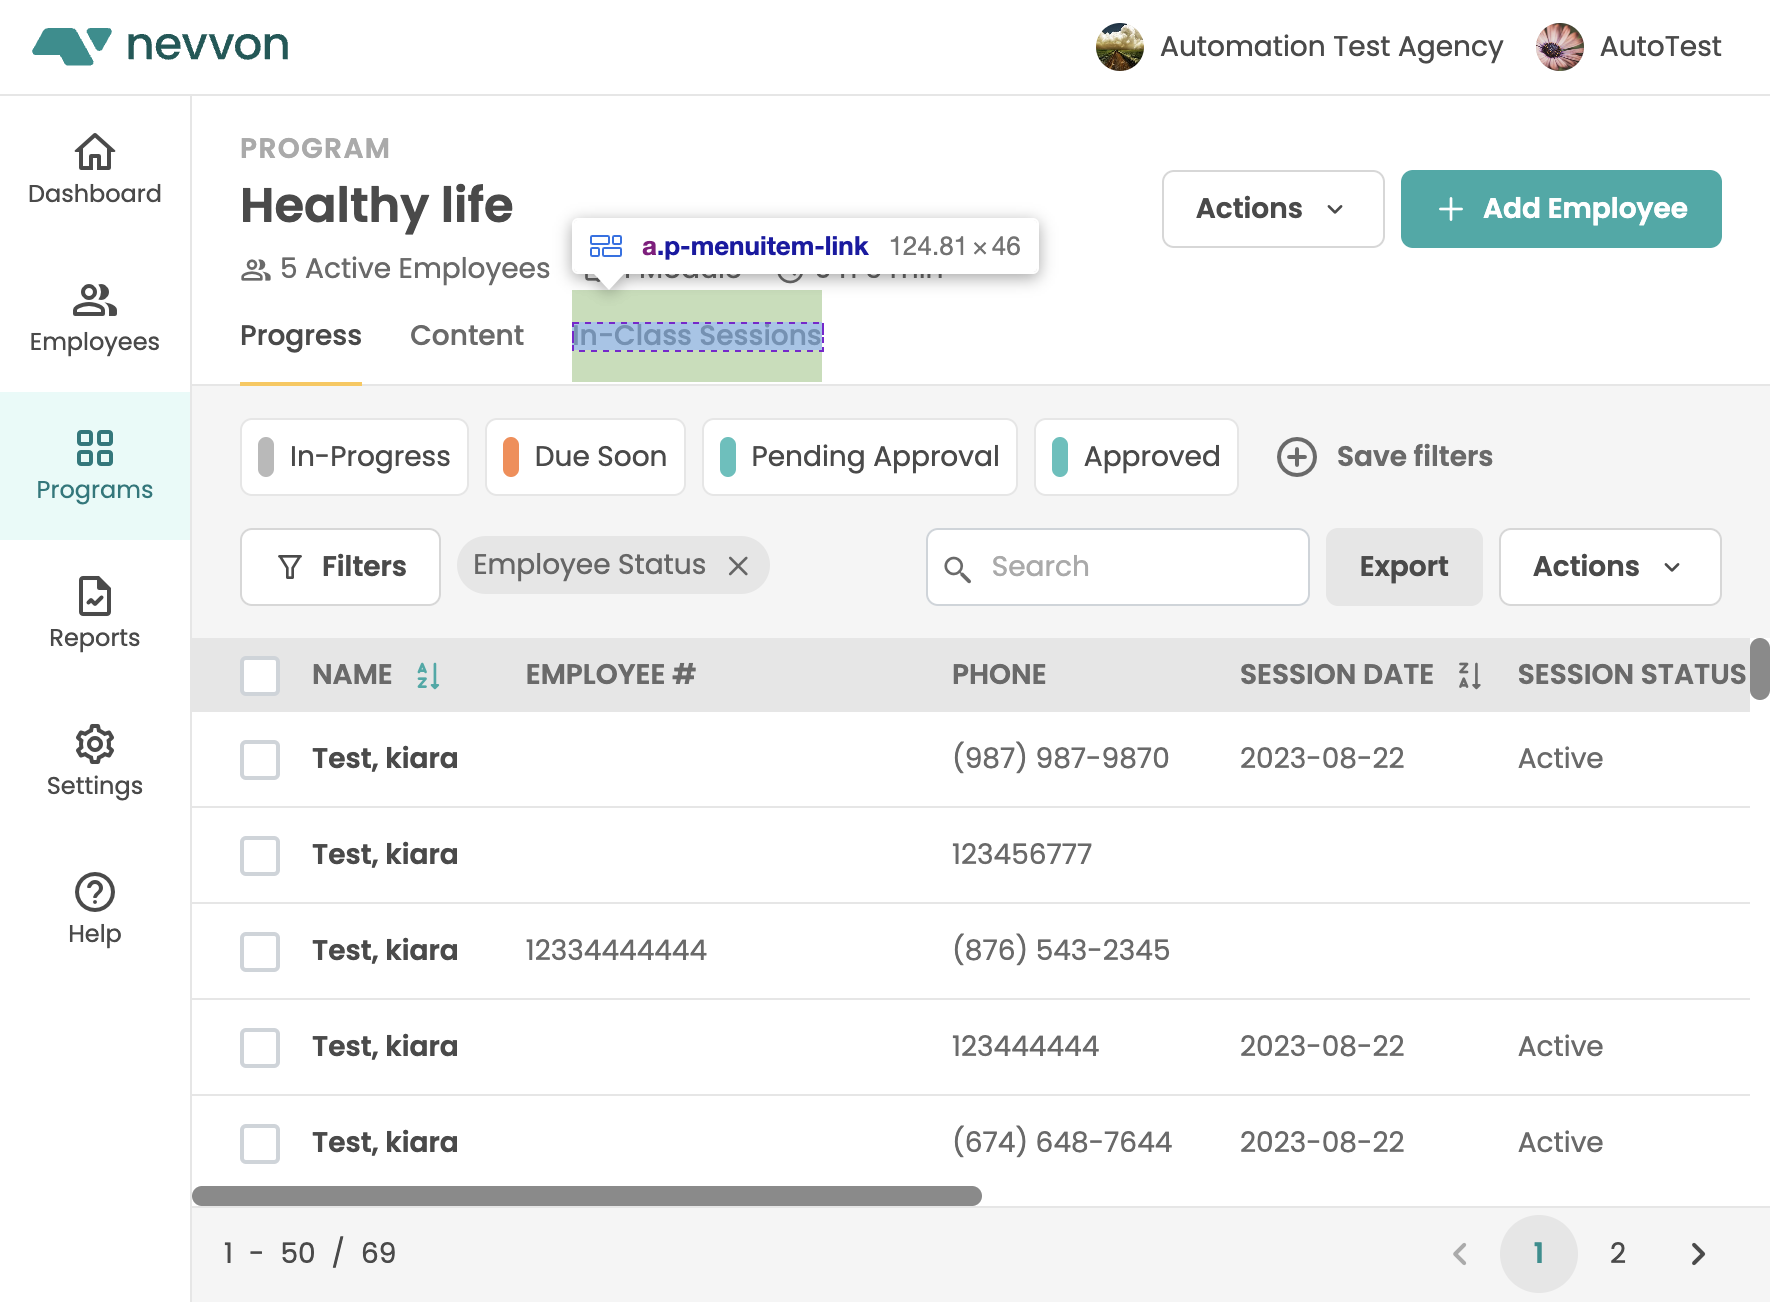 nevvon
Automation Test Agency
AutoTest
Dashboard
Employees
Programs
Reports
Settings
Help
PROGRAM
Healthy life
Actions
+ Add Employee
a.p-menuitem-link 124.81×46
5 Active Employees
Progress Content In-Class Sessions
In-Progress Due Soon Pending Approval Approved Save filters
Filters Employee Status Search Export Actions
NAME EMPLOYEE # PHONE SESSION DATE SESSION STATUS
Test, kiara (987) 987-9870 2023-08-22 Active
Test, kiara 123456777
Test, kiara 12334444444 (876) 543-2345
Test, kiara 123444444 2023-08-22 Active
Test, kiara (674) 648-7644 2023-08-22 Active
1 - 50 / 69
1 2